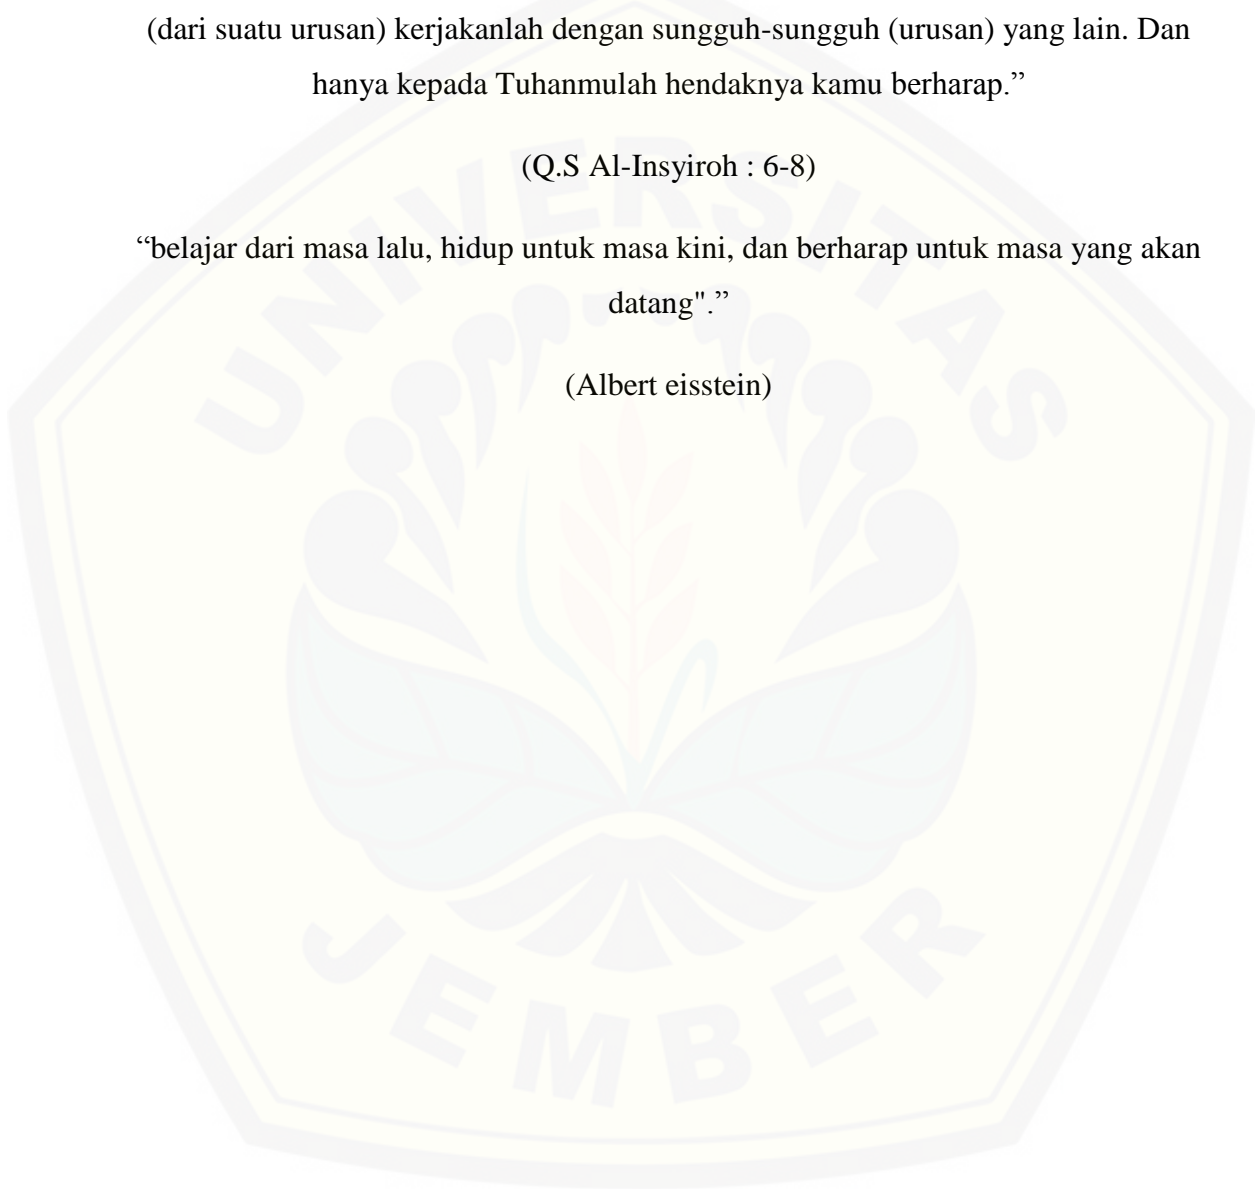 (dari suatu urusan) kerjakanlah dengan sungguh-sungguh (urusan) yang lain. Dan
hanya kepada Tuhanmulah hendaknya kamu berharap.”
(Q.S Al-Insyiroh : 6-8)
“belajar dari masa lalu, hidup untuk masa kini, dan berharap untuk masa yang akan
datang".”
(Albert eisstein)
UNIVERSITAS
JEMBER